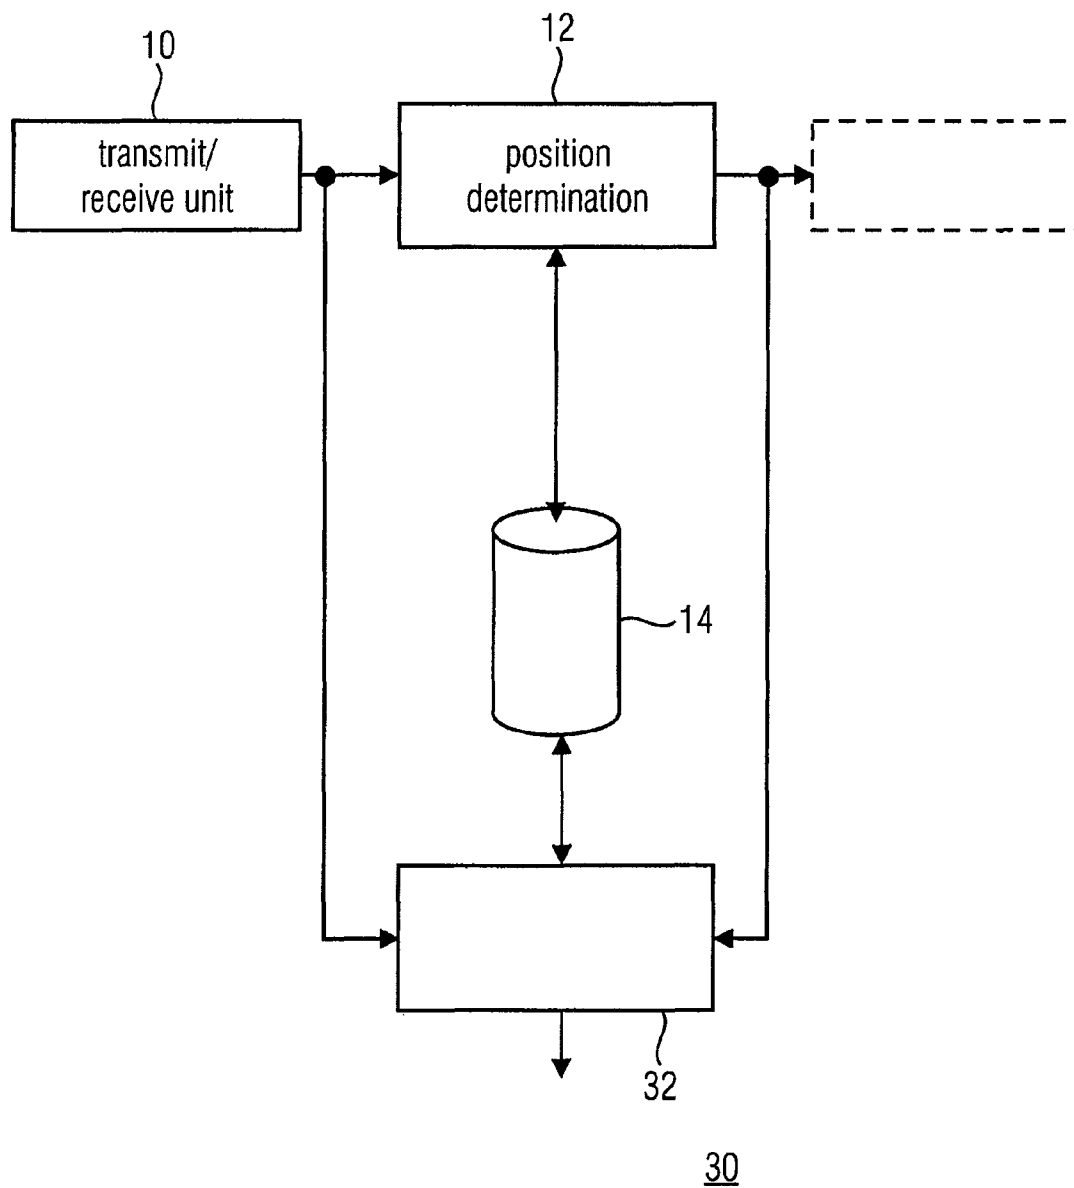 10
12
transmit/
receive unit
position
determination
14
32
30